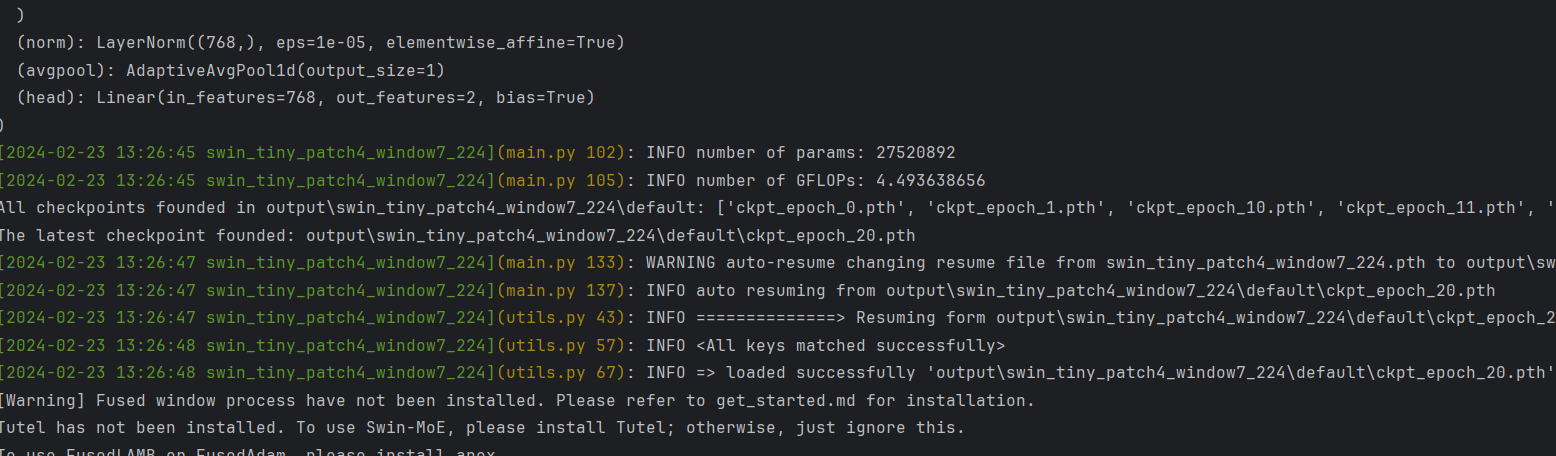 )
(norm): LayerNorm((768,), eps=1e-05, elementwise_affine=True)
(avgpool): AdaptiveAvgPool1d(output_size=1)
(head): Linear(in_features=768, out_features=2, bias=True)
)
[2024-02-23 13:26:45 swin_tiny_patch4_window7_224](main.py 102): INFO number of params: 27520892
[2024-02-23 13:26:45 swin_tiny_patch4_window7_224](main.py 105): INFO number of GFLOPs: 4.493638656
All checkpoints founded in output\swin_tiny_patch4_window7_224\default: ['ckpt_epoch_0.pth', 'ckpt_epoch_1.pth', 'ckpt_epoch_10.pth', 'ckpt_epoch_11.pth', '
The latest checkpoint founded: output\swin_tiny_patch4_window7_224\default\ckpt_epoch_20.pth
[2024-02-23 13:26:47 swin_tiny_patch4_window7_224](main.py 133): WARNING auto-resume changing resume file from swin_tiny_patch4_window7_224.pth to output\sw
[2024-02-23 13:26:47 swin_tiny_patch4_window7_224](main.py 137): INFO auto resuming from output\swin_tiny_patch4_window7_224\default\ckpt_epoch_20.pth
[2024-02-23 13:26:47 swin_tiny_patch4_window7_224](utils.py 43): INFO ==============> Resuming form output\swin_tiny_patch4_window7_224\default\ckpt_epoch_2
[2024-02-23 13:26:48 swin_tiny_patch4_window7_224](utils.py 57): INFO <All keys matched successfully>
[2024-02-23 13:26:48 swin_tiny_patch4_window7_224](utils.py 67): INFO => loaded successfully 'output\swin_tiny_patch4_window7_224\default\ckpt_epoch_20.pth'
[Warning] Fused window process have not been installed. Please refer to get_started.md for installation.
Tutel has not been installed. To use Swin-MoE, please install Tutel; otherwise, just ignore this.
To use FusedLAMB or FusedAdam, please install apex.